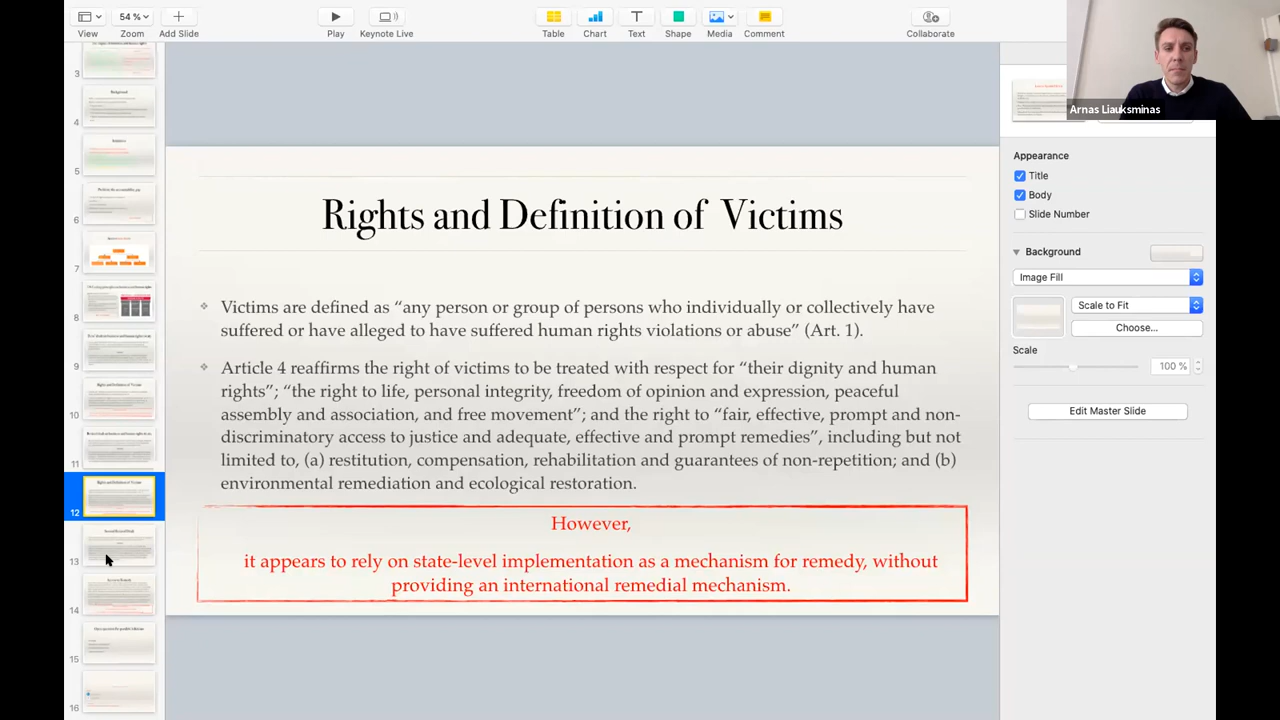 View
54 %
Zoom
Add Slide
Play
Keynote Live
Table
Chart
Text
Shape
Media
Comment
Collaborate
Arnas Liauksminas
3
4
5
6
7
8
9
10
11
12
13
14
15
16
Rights and Definition of Victims
Victims are defined as “any person or group of persons who individually or collectively have
suffered or have alleged to have suffered human rights violations or abuse” (art. 1).
Article 4 reaffirms the right of victims to be treated with respect for “their dignity and human
rights”; “the right to life, personal integrity, freedom of opinion and expression, peaceful
assembly and association, and free movement”; and the right to “fair, effective, prompt and non-
discriminatory access to justice and adequate, effective and prompt remedies”, including but not
limited to, (a) restitution, compensation, rehabilitation and guarantees of non-repetition; and (b)
environmental remediation and ecological restoration.
However,
it appears to rely on state-level implementation as a mechanism for remedy, without
providing an international remedial mechanism.
Appearance
Title
Body
Slide Number
Background
Image Fill
Scale to Fit
Choose...
Scale
100 %
Edit Master Slide